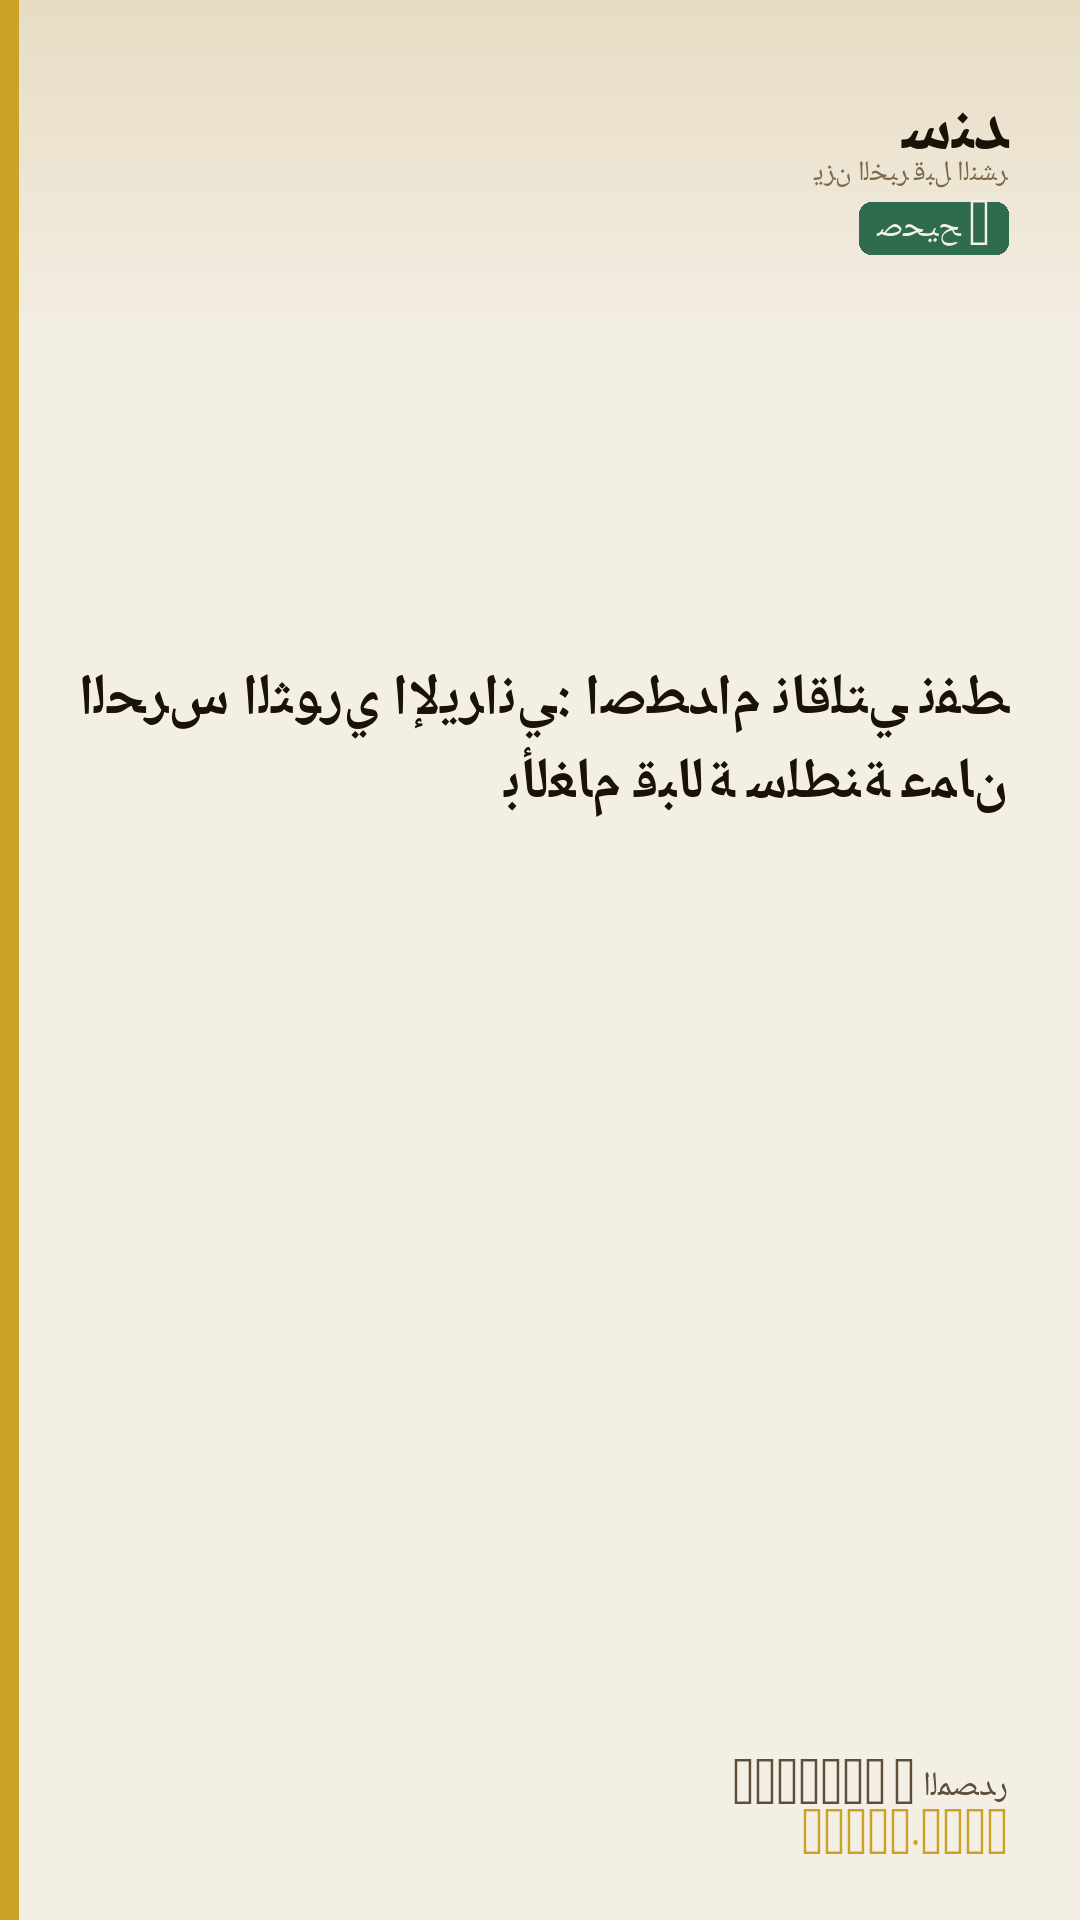 سند
يزن الخبر قبل النشر
صحيح
الحرس الثوري الإيراني: اصطدام ناقلتي نفط
بألغام قبالة سلطنة عمان
المصدر